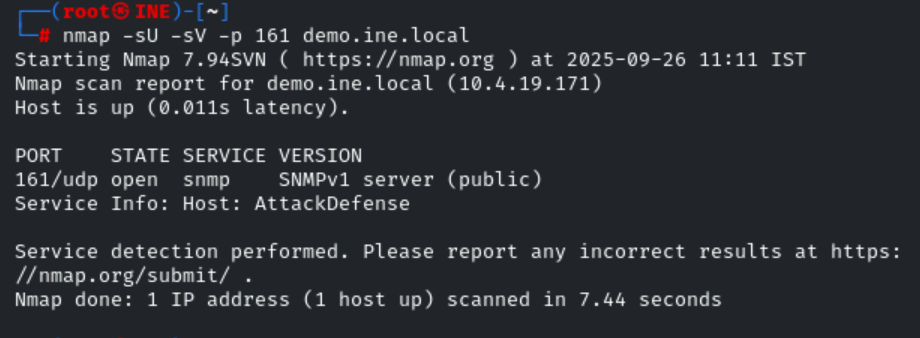 ┌──(root㉿INE)-[~]
└─# nmap -sU -sV -p 161 demo.ine.local
Starting Nmap 7.94SVN ( https://nmap.org ) at 2025-09-26 11:11 IST
Nmap scan report for demo.ine.local (10.4.19.171)
Host is up (0.011s latency).
PORT    STATE SERVICE VERSION
161/udp open  snmp    SNMPv1 server (public)
Service Info: Host: AttackDefense
Service detection performed. Please report any incorrect results at https:
//nmap.org/submit/ .
Nmap done: 1 IP address (1 host up) scanned in 7.44 seconds